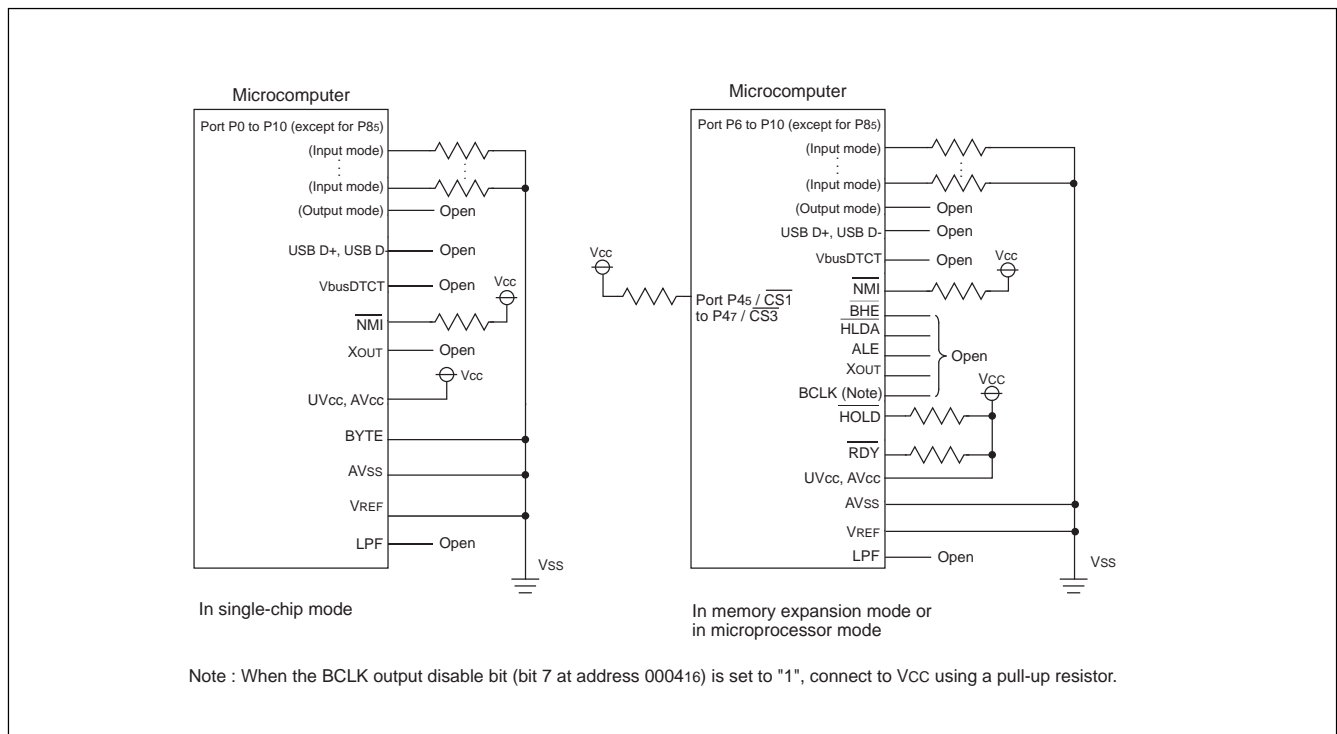 Microcomputer
Port P0 to P10 (except for P85)
(Input mode)
(Input mode)
(Output mode)
Open
USB D+, USB D-
Open
VbusDTCT
Open
Vcc
NMI
XOUT
Open
Vcc
UVcc, AVcc
BYTE
AVss
VREF
LPF
Open
Vss
In single-chip mode
Microcomputer
Port P6 to P10 (except for P85)
(Input mode)
(Input mode)
(Output mode)
Open
USB D+, USB D-
Open
VbusDTCT
Open
Vcc
Vcc
NMI
Port P45 / CS1
to P47 / CS3
BHE
HLDA
ALE
Open
XOUT
BCLK (Note)
VCC
HOLD
RDY
UVcc, AVcc
AVss
VREF
LPF
Open
Vss
In memory expansion mode or
in microprocessor mode
Note : When the BCLK output disable bit (bit 7 at address 000416) is set to "1", connect to VCC using a pull-up resistor.